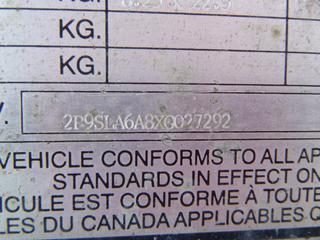 KG.
KG.
V.
2B9SLA6A8XC027292
VEHICLE CONFORMS TO ALL AP
STANDARDS IN EFFECT ON
ICULE EST CONFORME À TOUTE
LES DU CANADA APPLICABLES